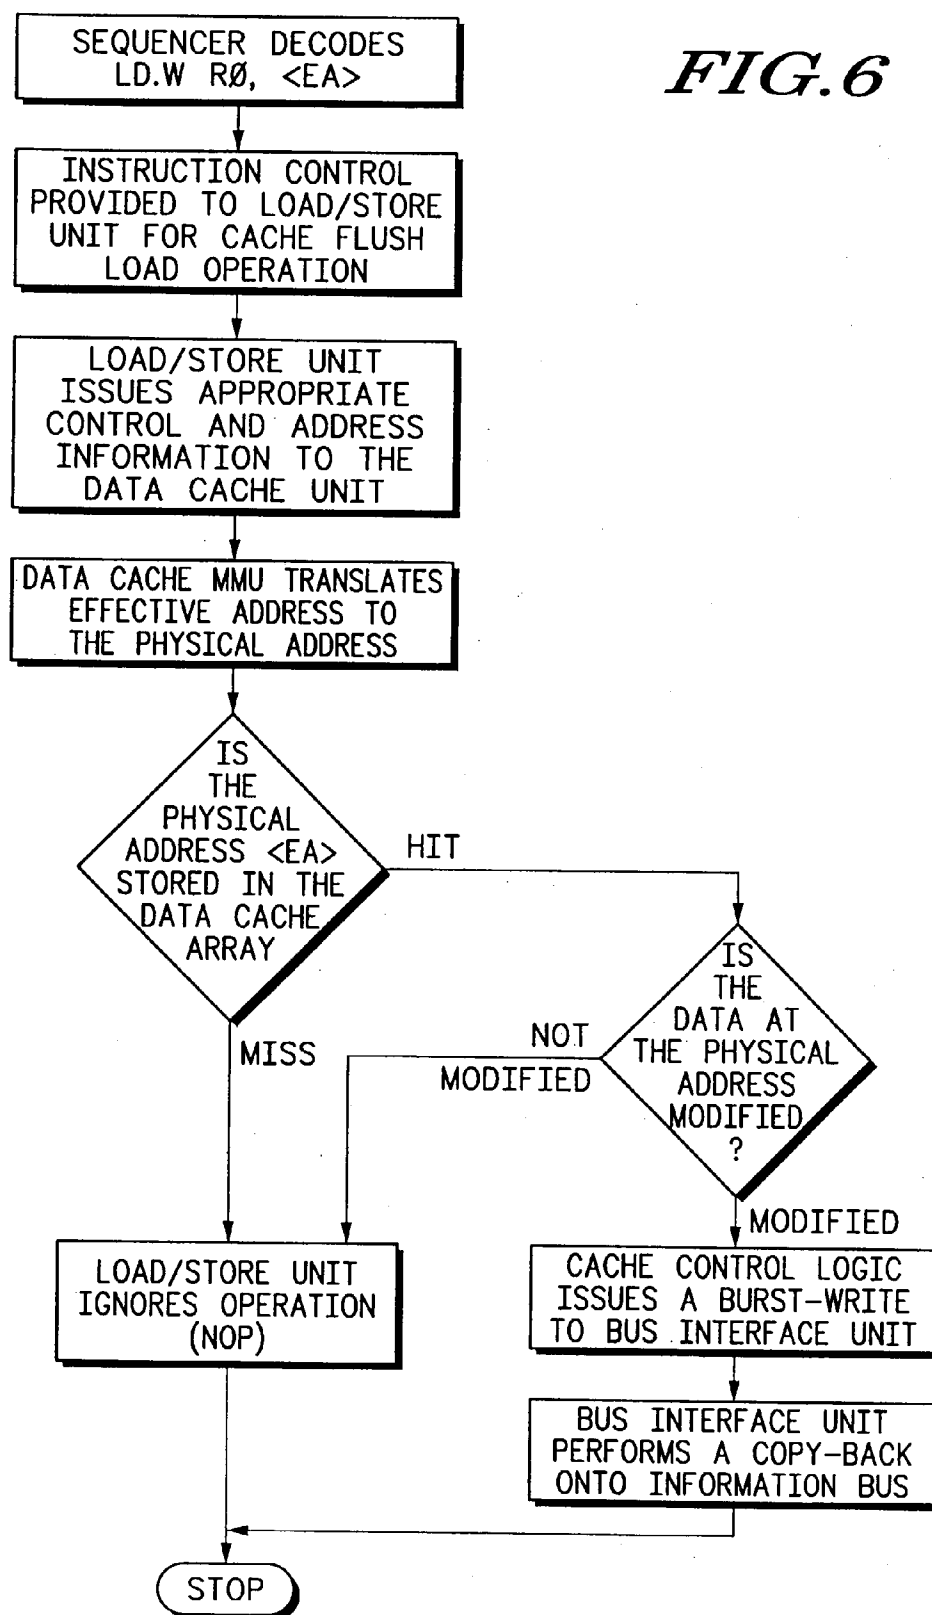 FIG.6
SEQUENCER DECODES
LD.W RØ, <EA>
INSTRUCTION CONTROL
PROVIDED TO LOAD/STORE
UNIT FOR CACHE FLUSH
LOAD OPERATION
LOAD/STORE UNIT
ISSUES APPROPRIATE
CONTROL AND ADDRESS
INFORMATION TO THE
DATA CACHE UNIT
DATA CACHE MMU TRANSLATES
EFFECTIVE ADDRESS TO
THE PHYSICAL ADDRESS
IS
THE
PHYSICAL
ADDRESS <EA>
STORED IN THE
DATA CACHE
ARRAY
HIT
MISS
IS
THE
DATA AT
THE PHYSICAL
ADDRESS
MODIFIED
?
NOT
MODIFIED
MODIFIED
LOAD/STORE UNIT
IGNORES OPERATION
(NOP)
CACHE CONTROL LOGIC
ISSUES A BURST-WRITE
TO BUS INTERFACE UNIT
BUS INTERFACE UNIT
PERFORMS A COPY-BACK
ONTO INFORMATION BUS
STOP